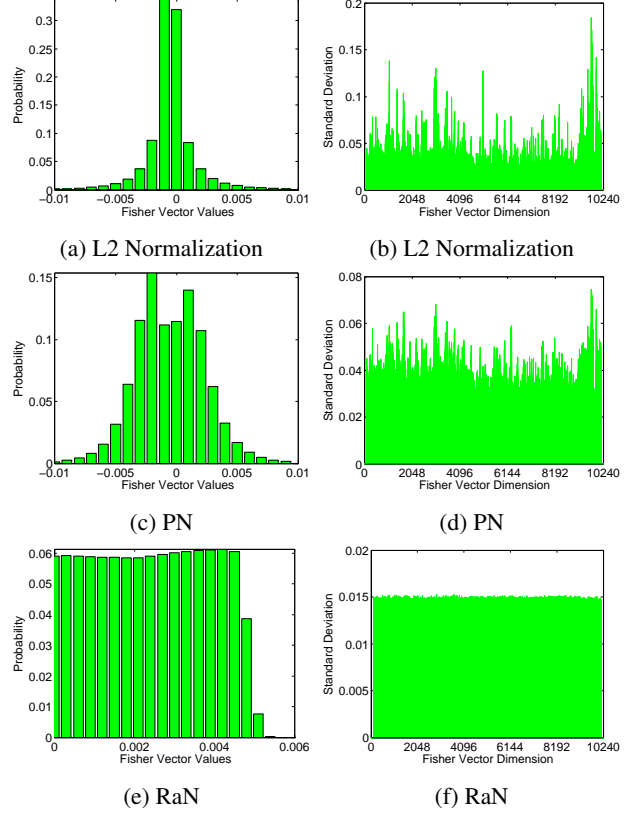 0.3
0.25
0.2
0.15
0.1
0.05
0
Probability
−0.01 −0.005 0 0.005 0.01
Fisher Vector Values
(a) L2 Normalization
0.2
0.15
0.1
0.05
0
Standard Deviation
0 2048 4096 6144 8192 10240
Fisher Vector Dimension
(b) L2 Normalization
0.15
0.1
0.05
0
Probability
−0.01 −0.005 0 0.005 0.01
Fisher Vector Values
(c) PN
0.08
0.06
0.04
0.02
0
Standard Deviation
0 2048 4096 6144 8192 10240
Fisher Vector Dimension
(d) PN
0.06
0.05
0.04
0.03
0.02
0.01
0
Probability
0 0.002 0.004 0.006
Fisher Vector Values
(e) RaN
0.02
0.015
0.01
0.005
0
Standard Deviation
0 2048 4096 6144 8192 10240
Fisher Vector Dimension
(f) RaN